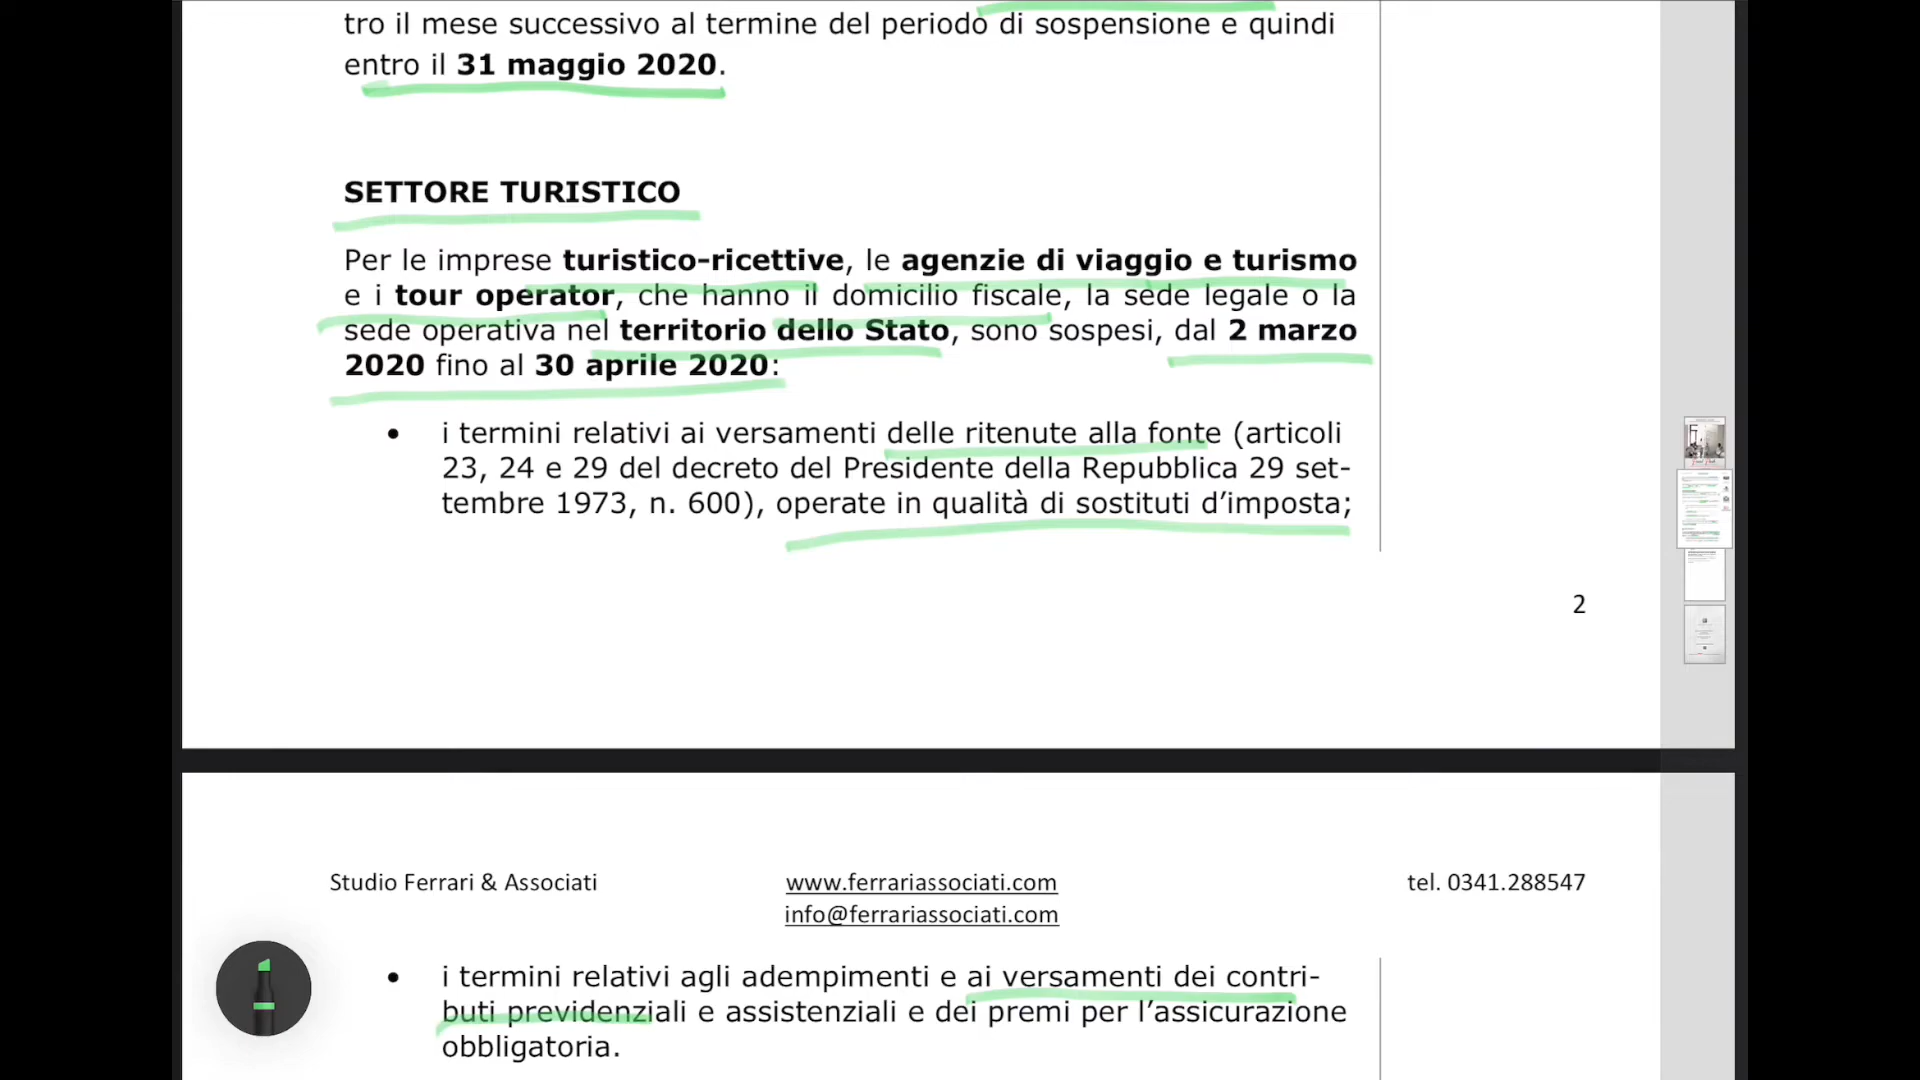 tro il mese successivo al termine del periodo di sospensione e quindi
entro il 31 maggio 2020.
SETTORE TURISTICO
Per le imprese turistico-ricettive, le agenzie di viaggio e turismo
e i tour operator, che hanno il domicilio fiscale, la sede legale o la
sede operativa nel territorio dello Stato, sono sospesi, dal 2 marzo
2020 fino al 30 aprile 2020:
• i termini relativi ai versamenti delle ritenute alla fonte (articoli
23, 24 e 29 del decreto del Presidente della Repubblica 29 set-
tembre 1973, n. 600), operate in qualità di sostituti d’imposta;
2
Studio Ferrari & Associati
www.ferrariassociati.com
info@ferrariassociati.com
tel. 0341.288547
• i termini relativi agli adempimenti e ai versamenti dei contri-
buti previdenziali e assistenziali e dei premi per l’assicurazione
obbligatoria.